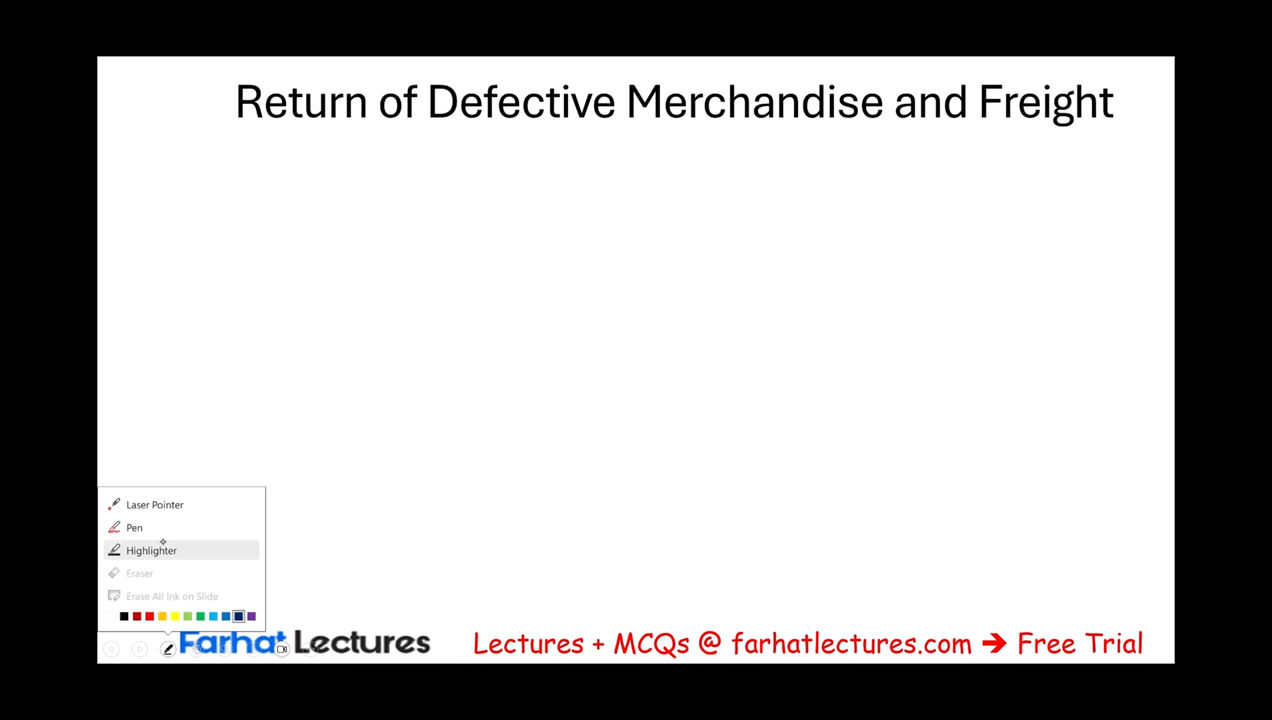 Return of Defective Merchandise and Freight
Laser Pointer
Pen
Highlighter
Eraser
Erase All Ink on Slide
Farhat Lectures
Lectures + MCQs @ farhatlectures.com ➔ Free Trial